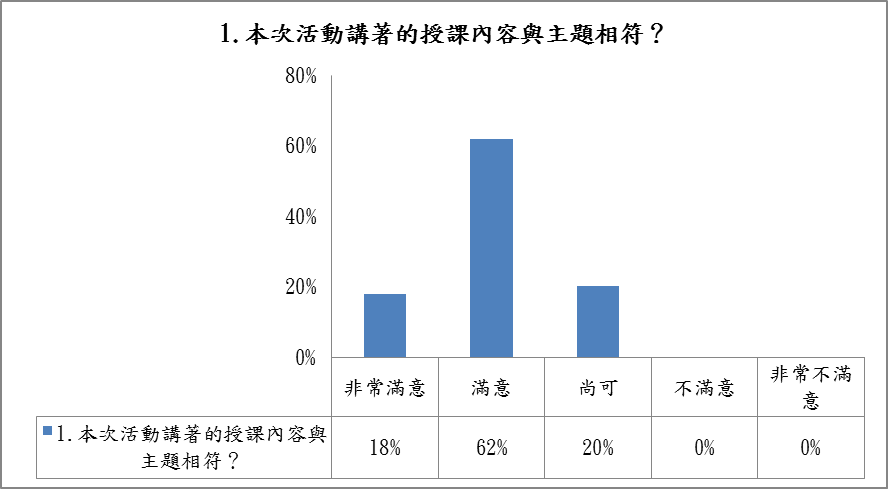 1.本次活動講著的授課內容與主題相符？
80%
60%
40%
20%
0%
非常滿意 滿意 尚可 不滿意 非常不滿
意
1.本次活動講著的授課內容與
主題相符？
18% 62% 20% 0% 0%